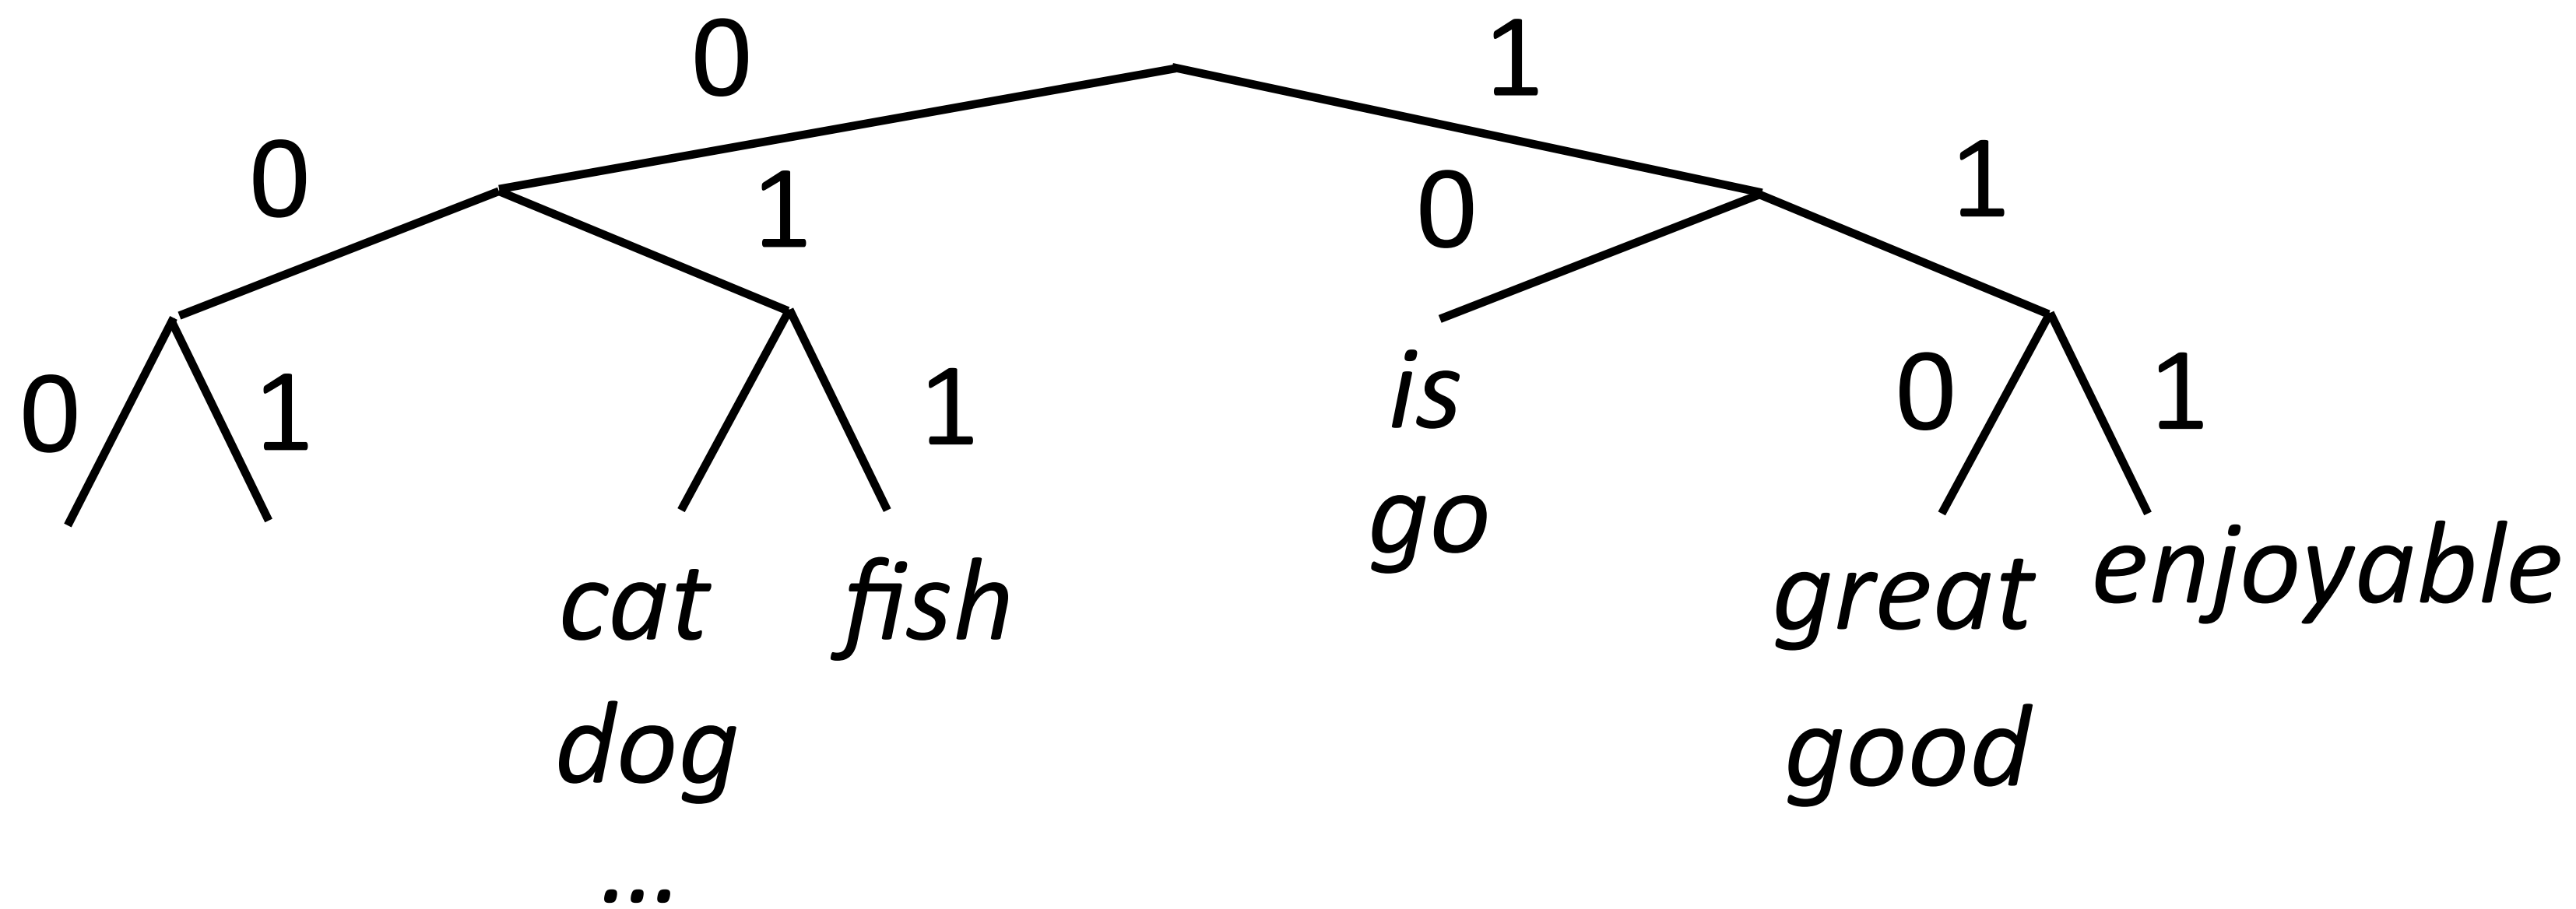 0 1
0 1 0 1
0 1 1 0 1
is
go
cat fish great enjoyable
dog good
...